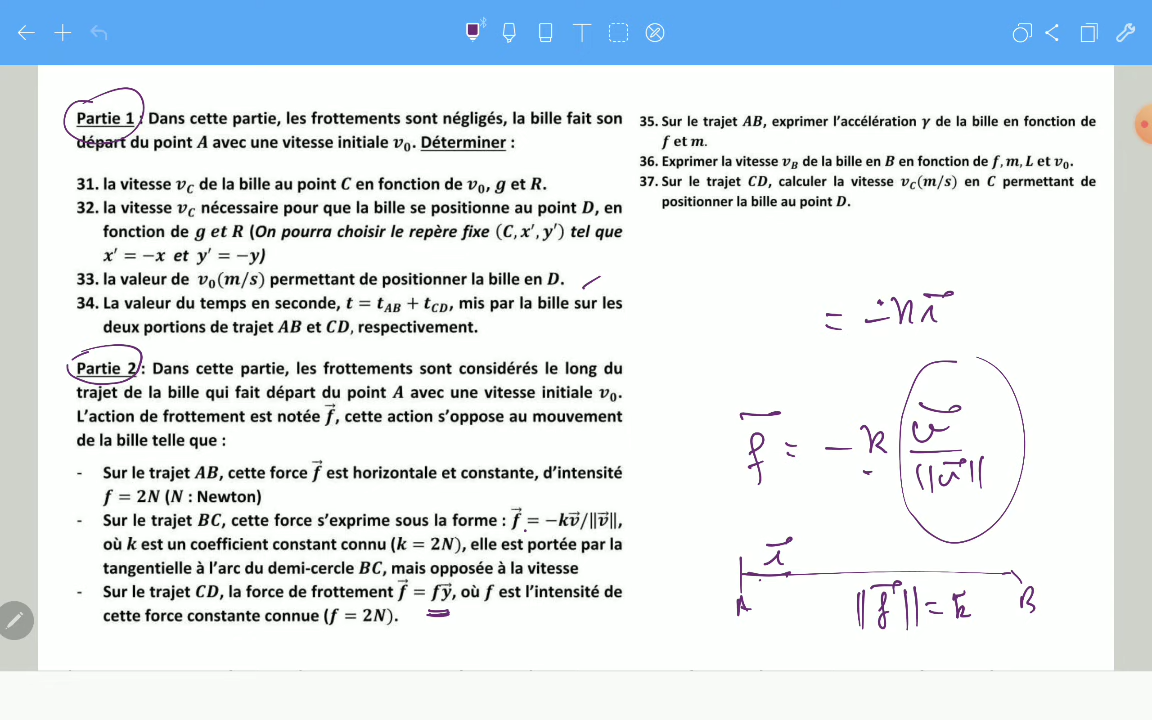 Partie 1 : Dans cette partie, les frottements sont négligés, la bille fait son
départ du point A avec une vitesse initiale v₀. Déterminer :
31. la vitesse v_C de la bille au point C en fonction de v₀, g et R.
32. la vitesse v_C nécessaire pour que la bille se positionne au point D, en
fonction de g et R (On pourra choisir le repère fixe (C, x′, y′) tel que
x′ = −x et y′ = −y)
33. la valeur de v₀(m/s) permettant de positionner la bille en D.
34. La valeur du temps en seconde, t = t_AB + t_CD, mis par la bille sur les
deux portions de trajet AB et CD, respectivement.
Partie 2 : Dans cette partie, les frottements sont considérés le long du
trajet de la bille qui fait départ du point A avec une vitesse initiale v₀.
L'action de frottement est notée f⃗, cette action s'oppose au mouvement
de la bille telle que :
- Sur le trajet AB, cette force f⃗ est horizontale et constante, d'intensité
f = 2N (N : Newton)
- Sur le trajet BC, cette force s'exprime sous la forme : f⃗ = −kv⃗/‖v⃗‖,
où k est un coefficient constant connu (k = 2N), elle est portée par la
tangentielle à l'arc du demi-cercle BC, mais opposée à la vitesse
- Sur le trajet CD, la force de frottement f⃗ = fy⃗, où f est l'intensité de
cette force constante connue (f = 2N).
35. Sur le trajet AB, exprimer l'accélération γ de la bille en fonction de
f et m.
36. Exprimer la vitesse v_B de la bille en B en fonction de f, m, L et v₀.
37. Sur le trajet CD, calculer la vitesse v_C(m/s) en C permettant de
positionner la bille au point D.
f⃗ = − k
A B
‖f⃗‖ = k